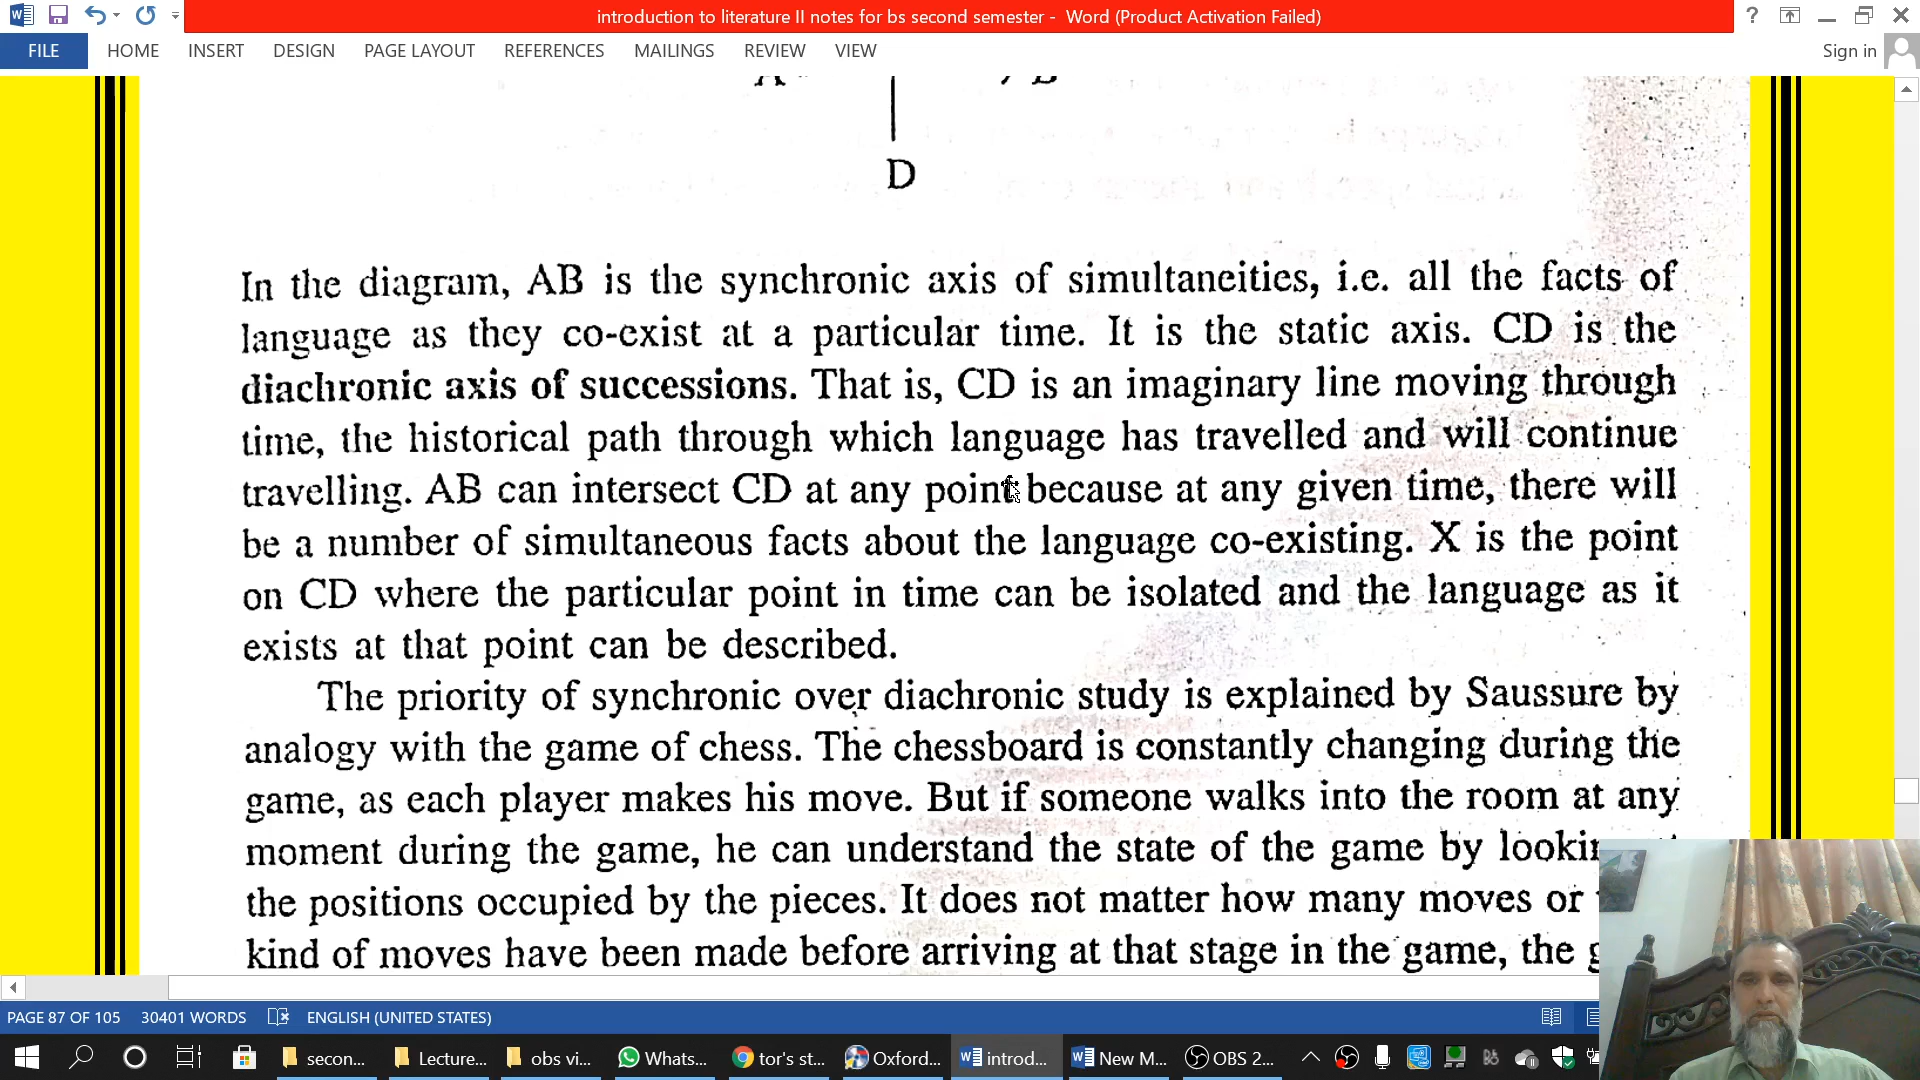 introduction to literature II notes for bs second semester - Word (Product Activation Failed)
FILE HOME INSERT DESIGN PAGE LAYOUT REFERENCES MAILINGS REVIEW VIEW Sign in
A B
D
In the diagram, AB is the synchronic axis of simultaneities, i.e. all the facts of
language as they co-exist at a particular time. It is the static axis. CD is the
diachronic axis of successions. That is, CD is an imaginary line moving through
time, the historical path through which language has travelled and will continue
travelling. AB can intersect CD at any point because at any given time, there will
be a number of simultaneous facts about the language co-existing. X is the point
on CD where the particular point in time can be isolated and the language as it
exists at that point can be described.
The priority of synchronic over diachronic study is explained by Saussure by
analogy with the game of chess. The chessboard is constantly changing during the
game, as each player makes his move. But if someone walks into the room at any
moment during the game, he can understand the state of the game by
the positions occupied by the pieces. It does not matter how many moves or
kind of moves have been made before arriving at that stage in the game, the
PAGE 87 OF 105 30401 WORDS ENGLISH (UNITED STATES)
secon... Lecture... obs vi... Whats... tor's st... Oxford... introd... New M... OBS 2...